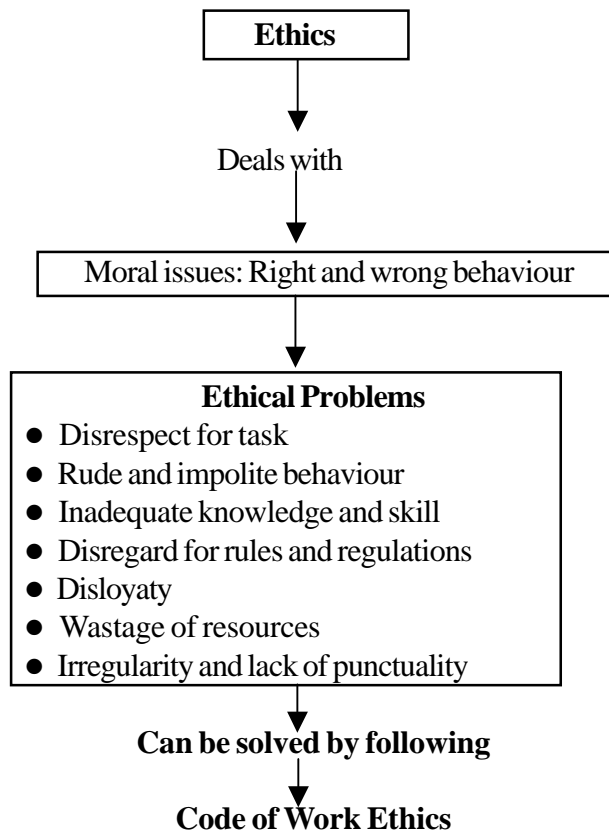 Ethics
Deals with
Moral issues: Right and wrong behaviour
Ethical Problems
● Disrespect for task
● Rude and impolite behaviour
● Inadequate knowledge and skill
● Disregard for rules and regulations
● Disloyaty
● Wastage of resources
● Irregularity and lack of punctuality
Can be solved by following
Code of Work Ethics